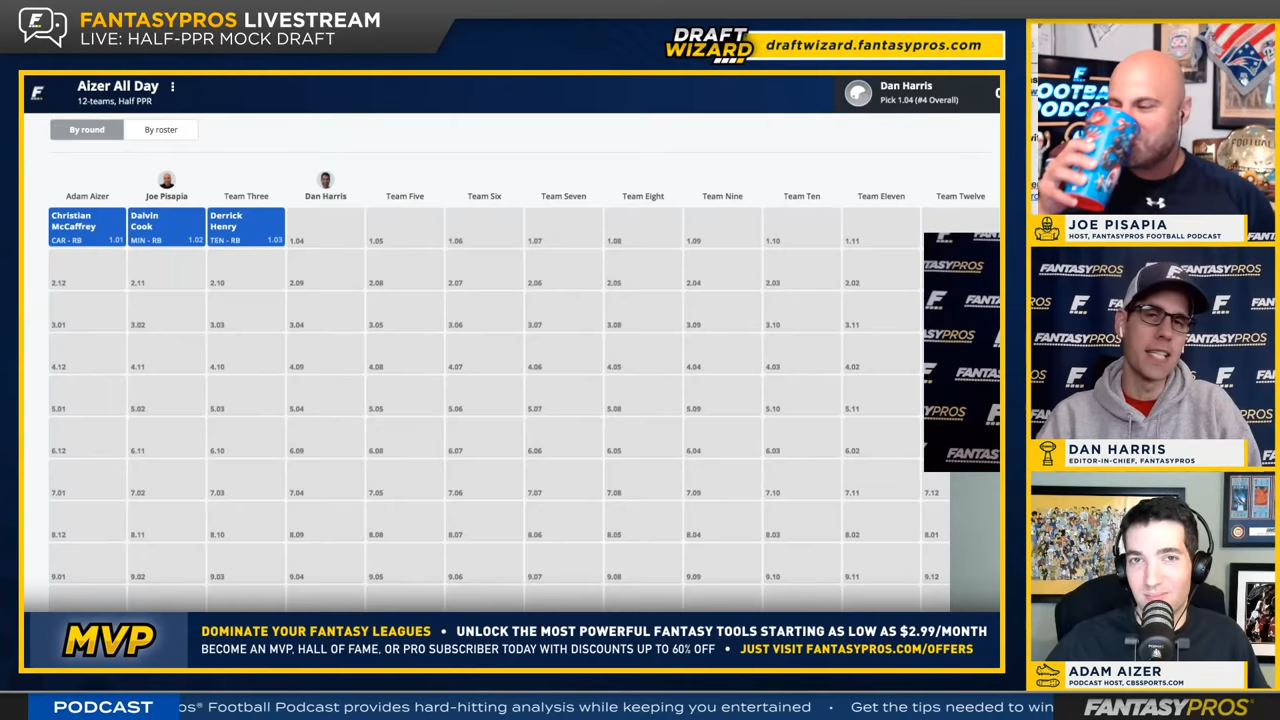 FANTASYPROS LIVESTREAM
LIVE: HALF-PPR MOCK DRAFT
DRAFT
WIZARD
draftwizard.fantasypros.com
Aizer All Day
12-teams, Half PPR
Dan Harris
Pick 1.04 (#4 Overall)
By round By roster
Adam Aizer Joe Pisapia Team Three Dan Harris Team Five Team Six Team Seven Team Eight Team Nine Team Ten Team Eleven Team Twelve
Christian
McCaffrey
CAR - RB 1.01
Dalvin
Cook
MIN - RB 1.02
Derrick
Henry
TEN - RB 1.03
1.04 1.05 1.06 1.07 1.08 1.09 1.10 1.11
2.12 2.11 2.10 2.09 2.08 2.07 2.06 2.05 2.04 2.03 2.02
3.01 3.02 3.03 3.04 3.05 3.06 3.07 3.08 3.09 3.10 3.11
4.12 4.11 4.10 4.09 4.08 4.07 4.06 4.05 4.04 4.03 4.02
5.01 5.02 5.03 5.04 5.05 5.06 5.07 5.08 5.09 5.10 5.11
6.12 6.11 6.10 6.09 6.08 6.07 6.06 6.05 6.04 6.03 6.02
7.01 7.02 7.03 7.04 7.05 7.06 7.07 7.08 7.09 7.10 7.11 7.12
8.12 8.11 8.10 8.09 8.08 8.07 8.06 8.05 8.04 8.03 8.02 8.01
9.01 9.02 9.03 9.04 9.05 9.06 9.07 9.08 9.09 9.10 9.11 9.12
JOE PISAPIA
HOST, FANTASYPROS FOOTBALL PODCAST
FANTASYPROS
DAN HARRIS
EDITOR-IN-CHIEF, FANTASYPROS
ADAM AIZER
PODCAST HOST, CBSSPORTS.COM
MVP
DOMINATE YOUR FANTASY LEAGUES • UNLOCK THE MOST POWERFUL FANTASY TOOLS STARTING AS LOW AS $2.99/MONTH
BECOME AN MVP, HALL OF FAME, OR PRO SUBSCRIBER TODAY WITH DISCOUNTS UP TO 60% OFF • JUST VISIT FANTASYPROS.COM/OFFERS
PODCAST
os® Football Podcast provides hard-hitting analysis while keeping you entertained • Get the tips needed to win
FANTASYPROS